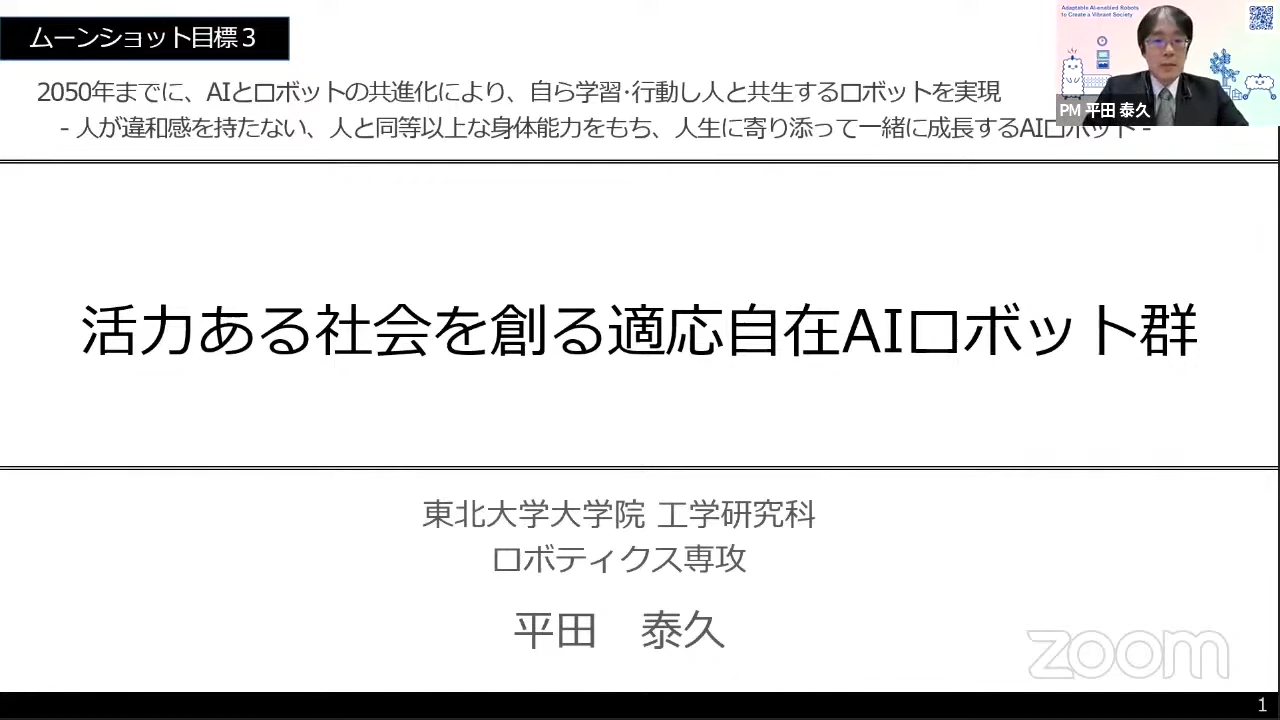 ムーンショット目標３
2050年までに、AIとロボットの共進化により、自ら学習･行動し人と共生するロボットを実現
- 人が違和感を持たない、人と同等以上な身体能力をもち、人生に寄り添って一緒に成長するAIロボット -
Adaptable AI-enabled Robots
to Create a Vibrant Society
PM 平田 泰久
活力ある社会を創る適応自在AIロボット群
東北大学大学院 工学研究科
ロボティクス専攻
平田　泰久
zoom
1